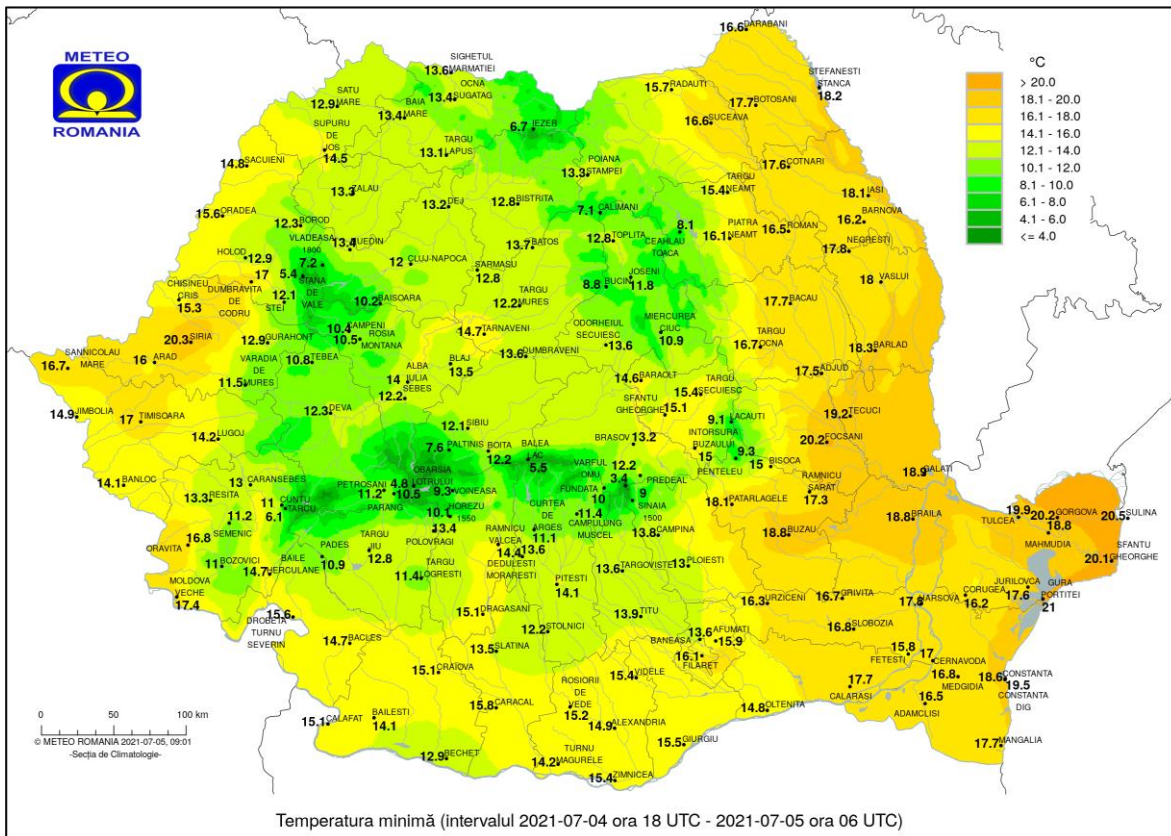 METEO
ROMANIA
°C
> 20.0
18.1 - 20.0
16.1 - 18.0
14.1 - 16.0
12.1 - 14.0
10.1 - 12.0
8.1 - 10.0
6.1 - 8.0
4.1 - 6.0
<= 4.0
16.6 DARABANI
13.6 SIGHETUL MARMATIEI
13.4 OCNA SUGATAG
15.7 RADAUTI
18.2 STEFANESTI STANCA
12.9 SATU MARE
13.4 BAIA MARE
17.7 BOTOSANI
16.6 SUCEAVA
6.7 IEZER
14.5 SUPURU DE JOS
13.1 TARGU LAPUS
14.8 SACUIENI
13.3 POIANA STAMPEI
17.6 COTNARI
15.4 TARGU NEAMT
18.1 IASI
13.3 ZALAU
13.2 DEJ
12.8 BISTRITA
15.6 ORADEA
12.3 BOROD
7.1 CALIMANI
16.2 BARNOVA
8.1 CEAHLAU TOACA
16.1 PIATRA NEAMT
16.5 ROMAN
7.2 VLADEASA 1800
13.4 HUEDIN
13.7 BATOS
12.8 TOPLITA
17.8 NEGRESTI
12.9 HOLOD
12 CLUJ-NAPOCA
12.8 SARMASU
11.8 JOSENI
8.8 BUCIN
18 VASLUI
17 DUMBRAVITA DE CODRU
5.4 STANA DE VALE
12.1 STEI
15.3 CHISINEU CRIS
10.2 BAISOARA
12.2 TARGU MURES
17.7 BACAU
10.4 CAMPENI
10.5 ROSIA MONTANA
14.7 TARNAVENI
13.6 ODORHEIUL SECUIESC
10.9 MIERCUREA CIUC
16.7 TARGU OCNA
18.3 BARLAD
20.3 SIRIA
12.9 GURAHONT
16.7 SANNICOLAU MARE
16 ARAD
10.8 TEBEA
13.6 DUMBRAVENI
13.5 BLAJ
11.5 VARADIA DE MURES
14 ALBA IULIA
12.2 SEBES
14.6 BARAOLT
15.4 TARGU SECUIESC
17.5 ADJUD
14.9 JIMBOLIA
17 TIMISOARA
12.3 DEVA
15.1 SFANTU GHEORGHE
19.2 TECUCI
9.1 LACAUTI
14.2 LUGOJ
12.1 SIBIU
13.2 BRASOV
15 INTORSURA BUZAULUI
20.2 FOCSANI
7.6 PALTINIS
12.2 BOITA
5.5 BALEA LAC
9.3 PENTELEU
15 BISOCA
18.9 GALATI
14.1 BANLOC
13 CARANSEBES
13.3 RESITA
4.8 OBARSIA LOTRULUI
11.2 PETROSANI
10.5 PARANG
9.3 VOINEASA
3.4 VARFUL OMU
12.2 PREDEAL
10 FUNDATA
9 SINAIA 1500
17.3 RAMNICU SARAT
11 CUNTU
6.1 TARCU
11.2 SEMENIC
10.1 HOREZU 1550
11.4 CAMPULUNG MUSCEL
18.1 PATARLAGELE
18.8 BRAILA
19.9 TULCEA
20.2 GORGOVA
20.5 SULINA
18.8 MAHMUDIA
16.8 ORAVITA
13.4 POLOVRAGI
11.1 CURTEA DE ARGES
13.8 CAMPINA
18.8 BUZAU
20.1 SFANTU GHEORGHE
11 BOZOVICI
14.7 BAILE HERCULANE
10.9 PADES
12.8 TARGU JIU
14.4 RAMNICU VALCEA
13.6 DEDULESTI MORARESTI
11.4 TARGU LOGRESTI
13.6 TARGOVISTE
13 PLOIESTI
14.1 PITESTI
17.4 MOLDOVA VECHE
16.3 URZICENI
16.7 GRIVITA
17.8 HARSOVA
16.2 CORUGEA
17.6 JURILOVCA
21 GURA PORTITEI
15.6 DROBETA TURNU SEVERIN
15.1 DRAGASANI
13.9 TITU
12.2 STOLNICI
16.8 SLOBOZIA
14.7 BACLES
13.5 SLATINA
13.6 BANEASA
15.9 AFUMATI
16.1 FILARET
15.8 FETESTI
17 CERNAVODA
15.1 CRAIOVA
15.4 VIDELE
16.8 MEDGIDIA
18.6 CONSTANTA
19.5 CONSTANTA DIG
17.7 CALARASI
16.5 ADAMCLISI
15.8 CARACAL
15.2 ROSIORII DE VEDE
14.8 OLTENITA
15.1 CALAFAT
14.1 BAILESTI
14.9 ALEXANDRIA
15.5 GIURGIU
17.7 MANGALIA
12.9 BECHET
14.2 TURNU MAGURELE
15.4 ZIMNICEA
0 50 100 km
© METEO ROMANIA 2021-07-05, 09:01
-Secția de Climatologie-
Temperatura minimă (intervalul 2021-07-04 ora 18 UTC - 2021-07-05 ora 06 UTC)